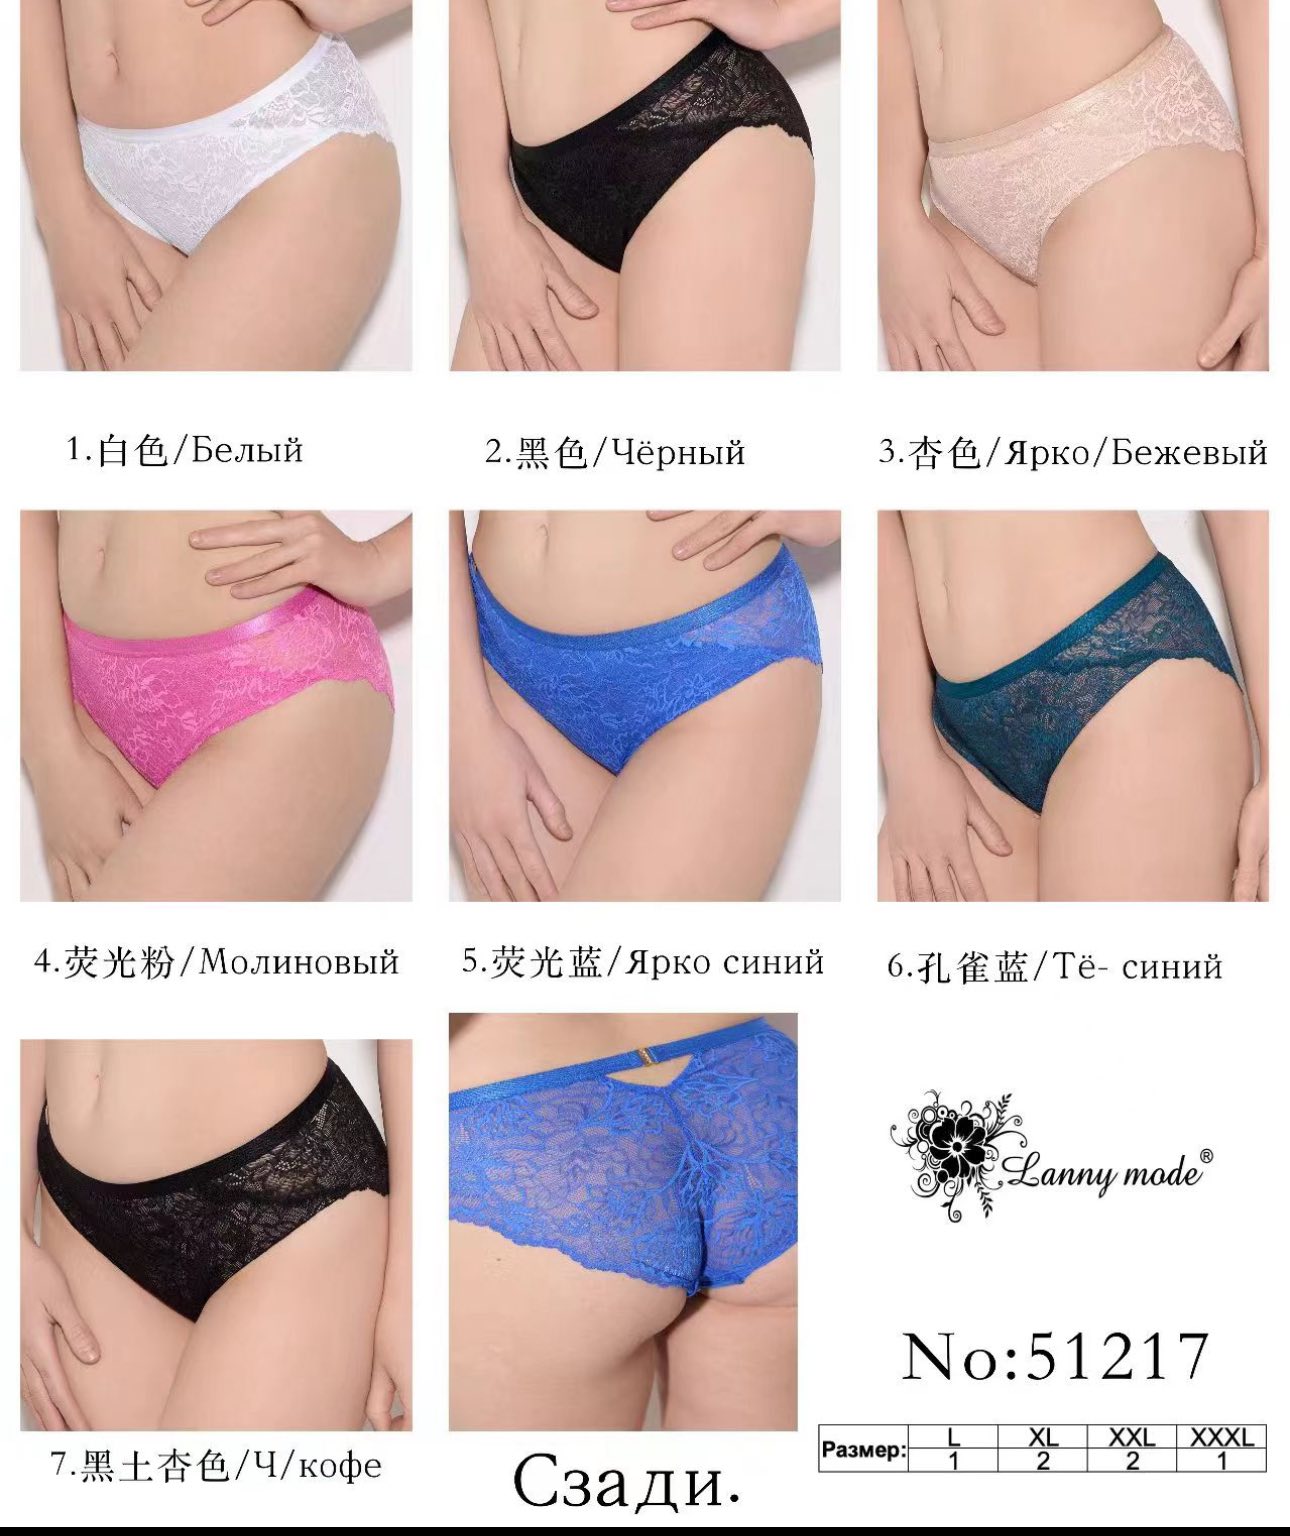 1.白色/Белый
2.黑色/Чёрный
3.杏色/Ярко/Бежевый
4.荧光粉/Молиновый
5.荧光蓝/Ярко синий
6.孔雀蓝/Тё- синий
Lanny mode®
No:51217
7.黑土杏色/Ч/кофе
Сзади.
Размер: L XL XXL XXXL
1 2 2 1